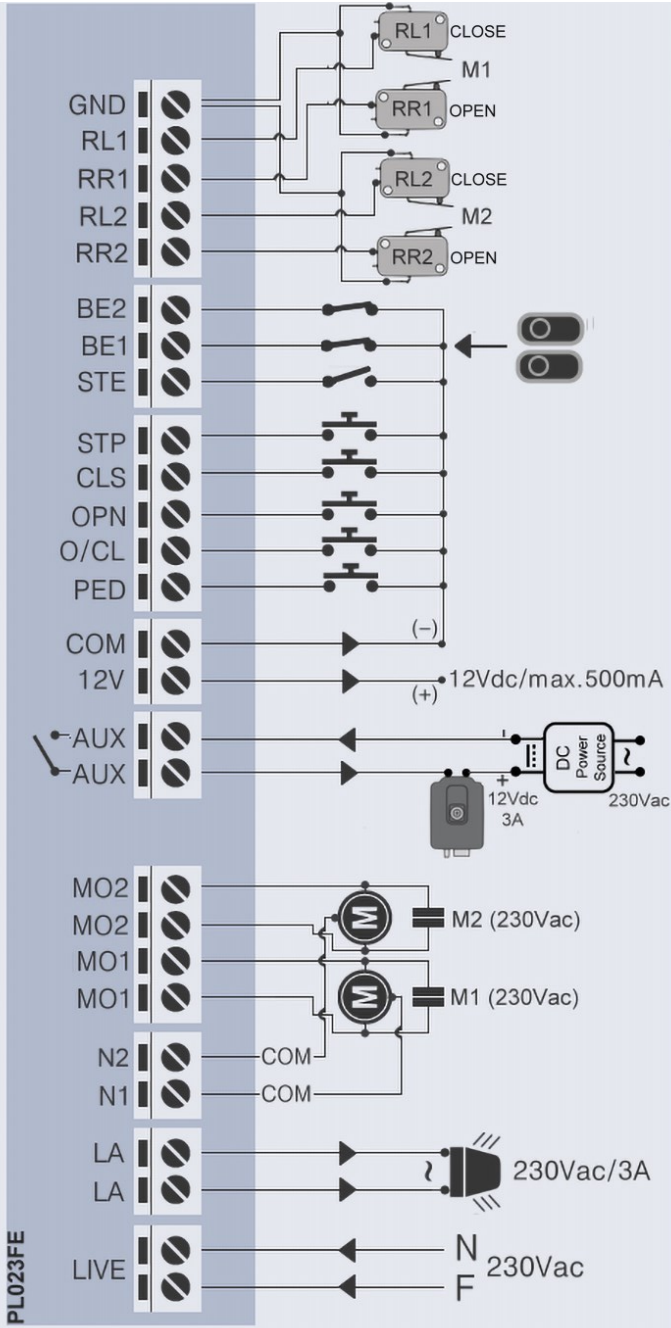 RL1 CLOSE
M1
GND
RR1 OPEN
RL1
RR1
RL2 CLOSE
RL2
M2
RR2
RR2 OPEN
BE2
BE1
STE
STP
CLS
OPN
O/CL
PED
COM (-)
12V (+) 12Vdc/max.500mA
AUX -
AUX +
DC
Power
Source
12Vdc
3A
~
230Vac
MO2
MO2 M M2 (230Vac)
MO1
MO1 M M1 (230Vac)
N2 COM
N1 COM
LA
~ 230Vac/3A
LA
LIVE N
F 230Vac
PL023FE